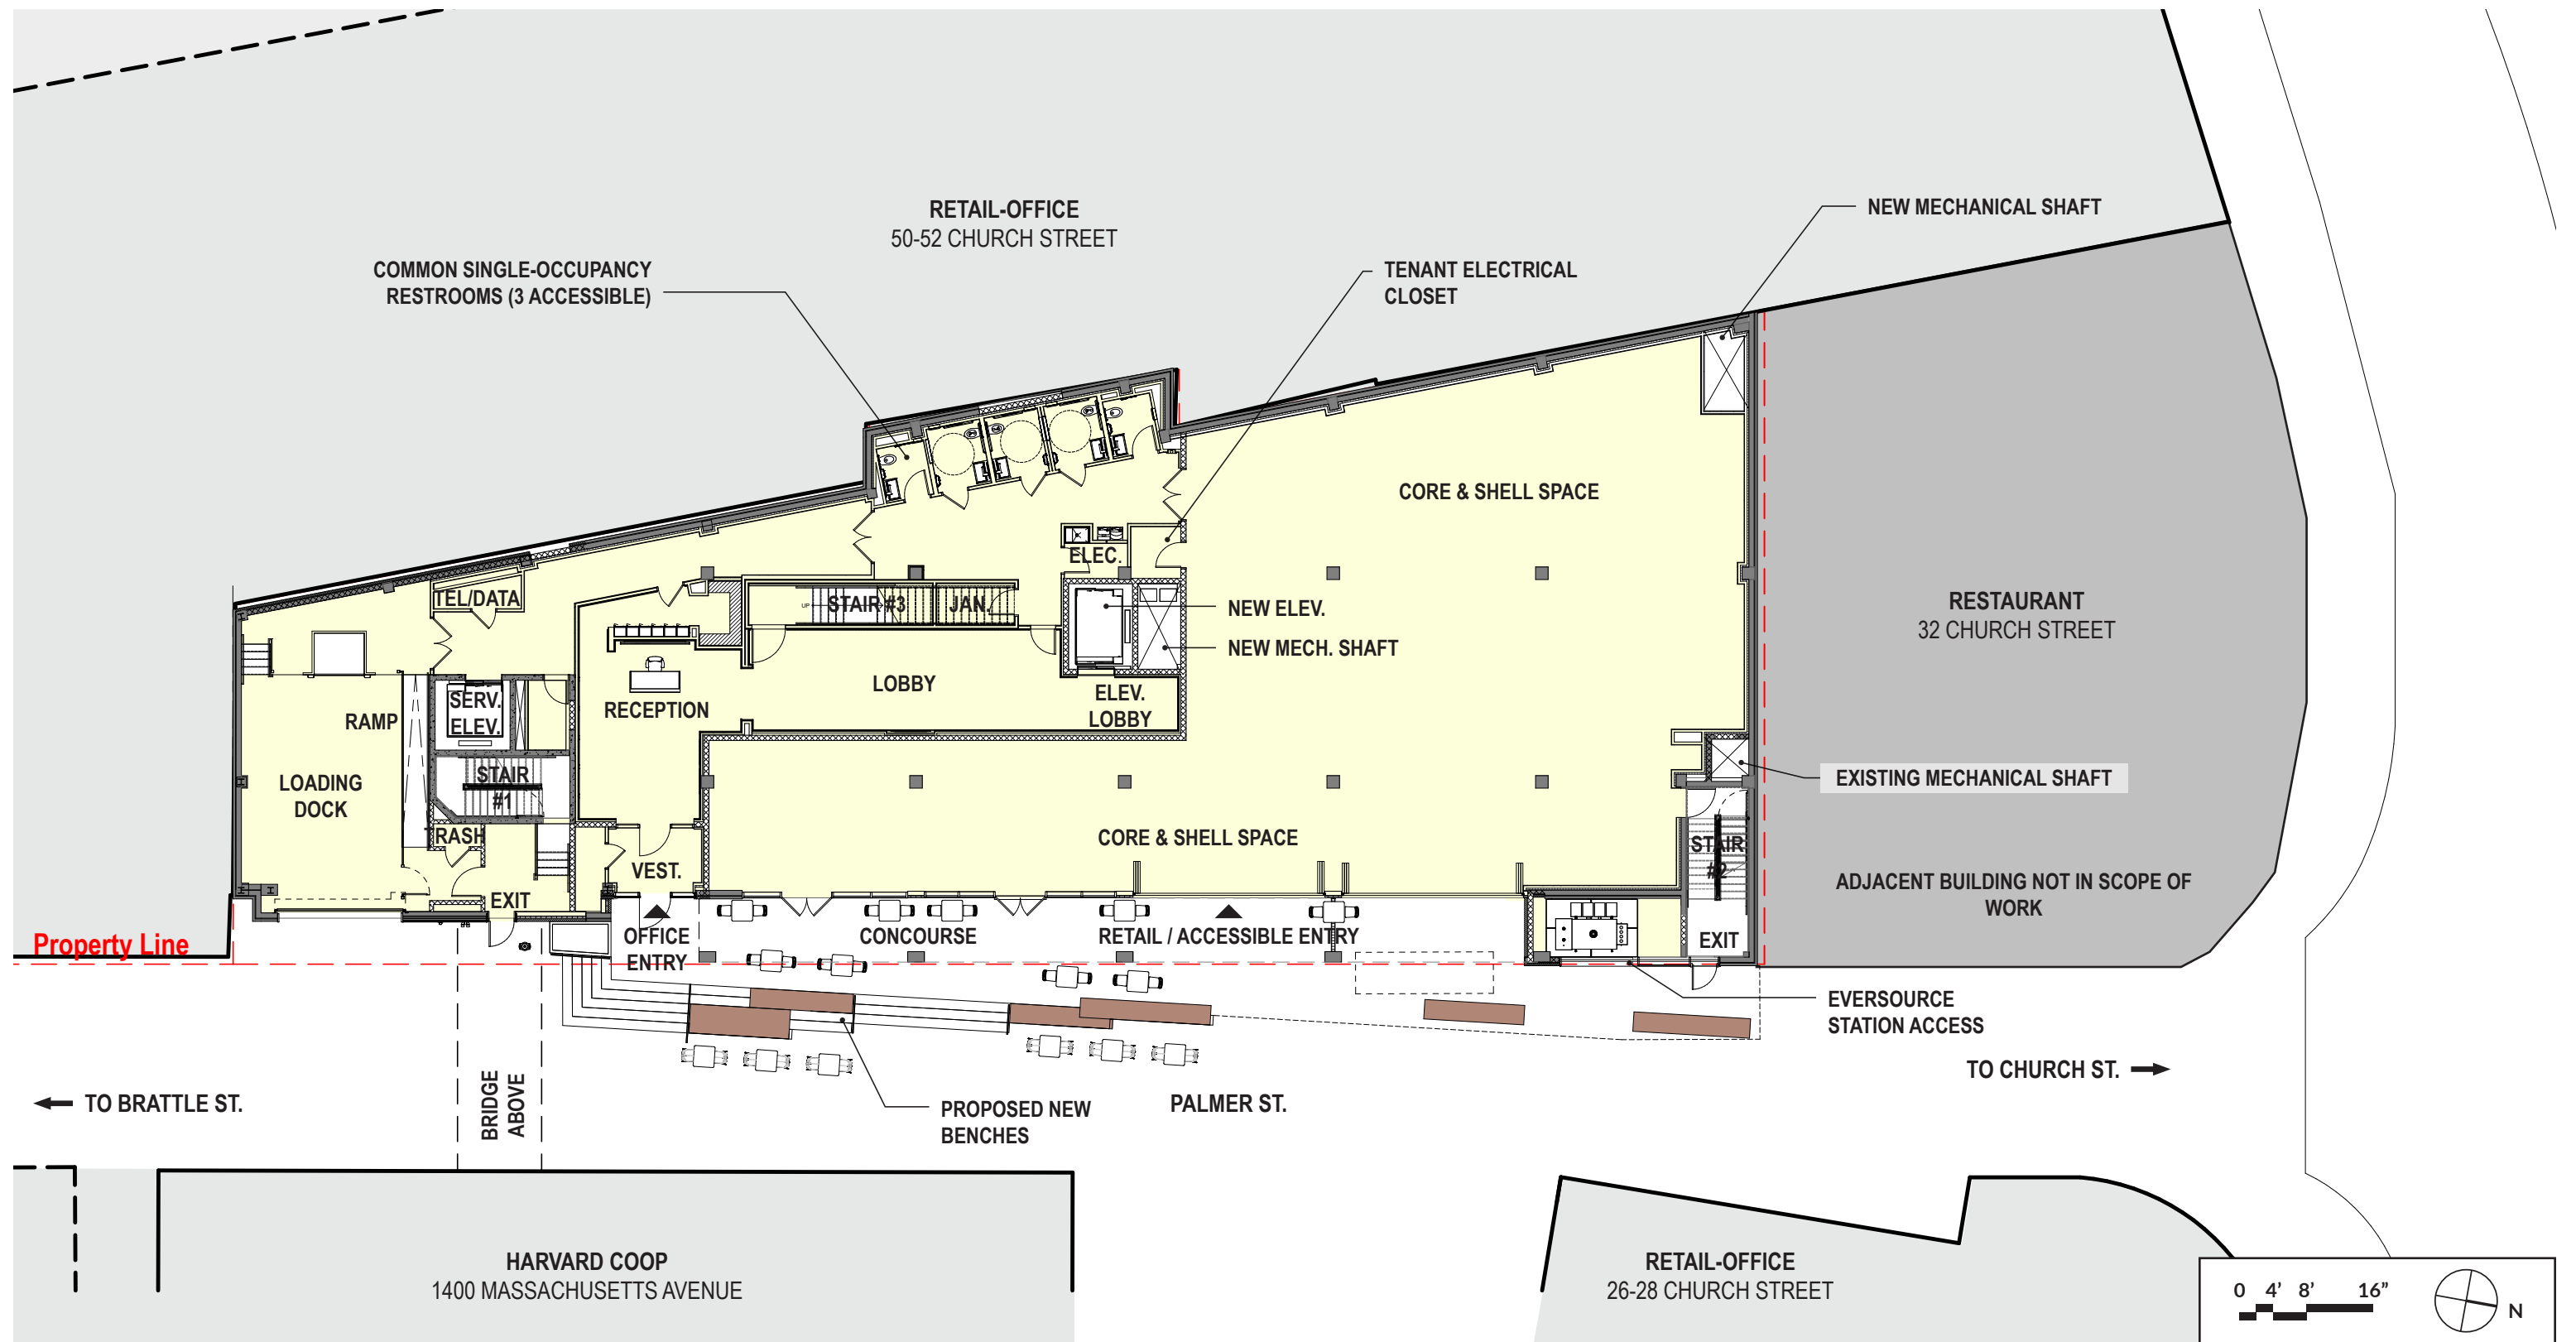 RETAIL-OFFICE
50-52 CHURCH STREET
NEW MECHANICAL SHAFT
COMMON SINGLE-OCCUPANCY
RESTROOMS (3 ACCESSIBLE)
TENANT ELECTRICAL
CLOSET
CORE & SHELL SPACE
ELEC.
TEL/DATA
UP
STAIR #3
JAN.
NEW ELEV.
NEW MECH. SHAFT
RESTAURANT
32 CHURCH STREET
LOBBY
ELEV.
LOBBY
SERV.
ELEV.
RECEPTION
RAMP
LOADING
DOCK
STAIR
#1
EXISTING MECHANICAL SHAFT
TRASH
CORE & SHELL SPACE
STAIR
#2
VEST.
EXIT
ADJACENT BUILDING NOT IN SCOPE OF
WORK
Property Line
OFFICE
ENTRY
CONCOURSE
RETAIL / ACCESSIBLE ENTRY
EXIT
EVERSOURCE
STATION ACCESS
TO CHURCH ST.
TO BRATTLE ST.
BRIDGE
ABOVE
PROPOSED NEW
BENCHES
PALMER ST.
HARVARD COOP
1400 MASSACHUSETTS AVENUE
RETAIL-OFFICE
26-28 CHURCH STREET
0 4' 8' 16"
N